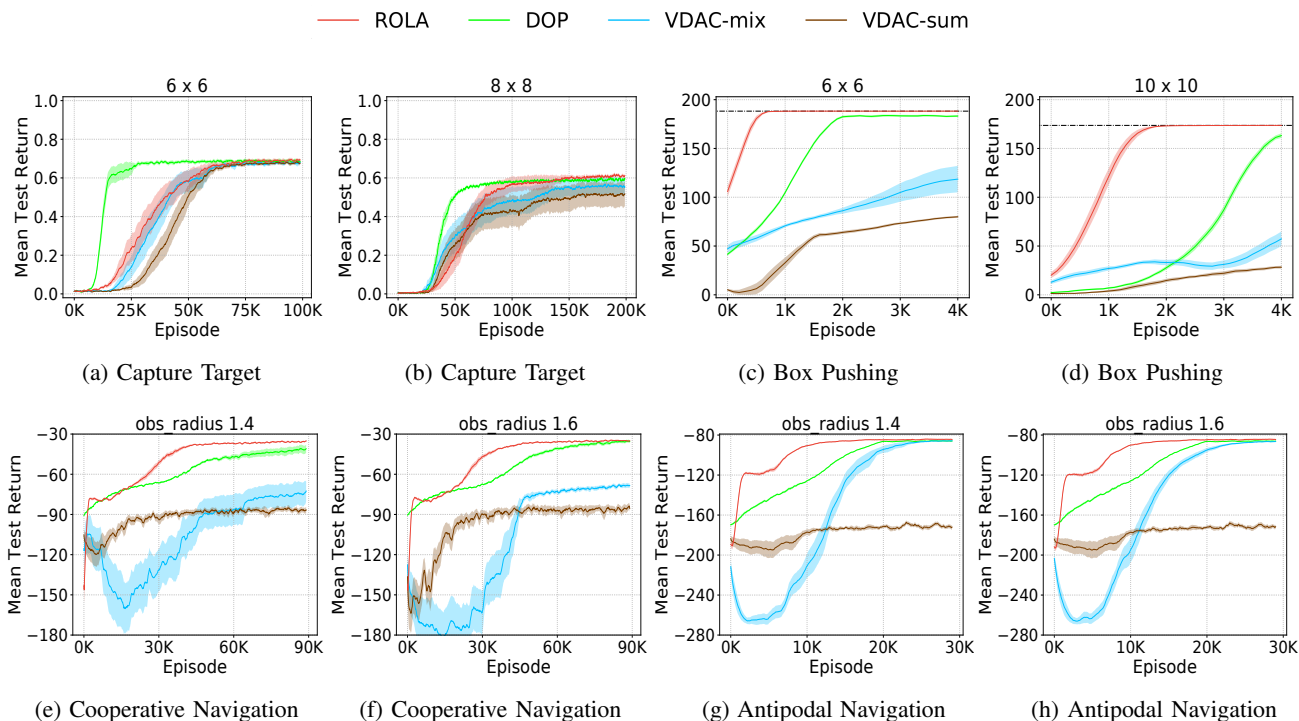 ROLA DOP VDAC-mix VDAC-sum
6 x 6
8 x 8
6 x 6
10 x 10
Mean Test Return
1.0
0.8
0.6
0.4
0.2
0.0
0K 25K 50K 75K 100K
Episode
Mean Test Return
1.0
0.8
0.6
0.4
0.2
0.0
0K 50K 100K 150K 200K
Episode
Mean Test Return
200
150
100
50
0
0K 1K 2K 3K 4K
Episode
Mean Test Return
200
150
100
50
0
0K 1K 2K 3K 4K
Episode
(a) Capture Target
(b) Capture Target
(c) Box Pushing
(d) Box Pushing
obs_radius 1.4
obs_radius 1.6
obs_radius 1.4
obs_radius 1.6
Mean Test Return
−30
−60
−90
−120
−150
−180
0K 30K 60K 90K
Episode
Mean Test Return
−30
−60
−90
−120
−150
−180
0K 30K 60K 90K
Episode
Mean Test Return
−80
−120
−160
−200
−240
−280
0K 10K 20K 30K
Episode
Mean Test Return
−80
−120
−160
−200
−240
−280
0K 10K 20K 30K
Episode
(e) Cooperative Navigation
(f) Cooperative Navigation
(g) Antipodal Navigation
(h) Antipodal Navigation